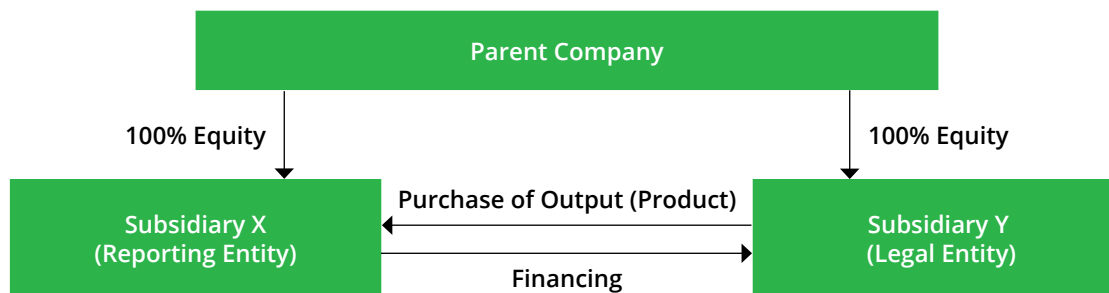 Parent Company
100% Equity
100% Equity
Purchase of Output (Product)
Subsidiary X
(Reporting Entity)
Subsidiary Y
(Legal Entity)
Financing